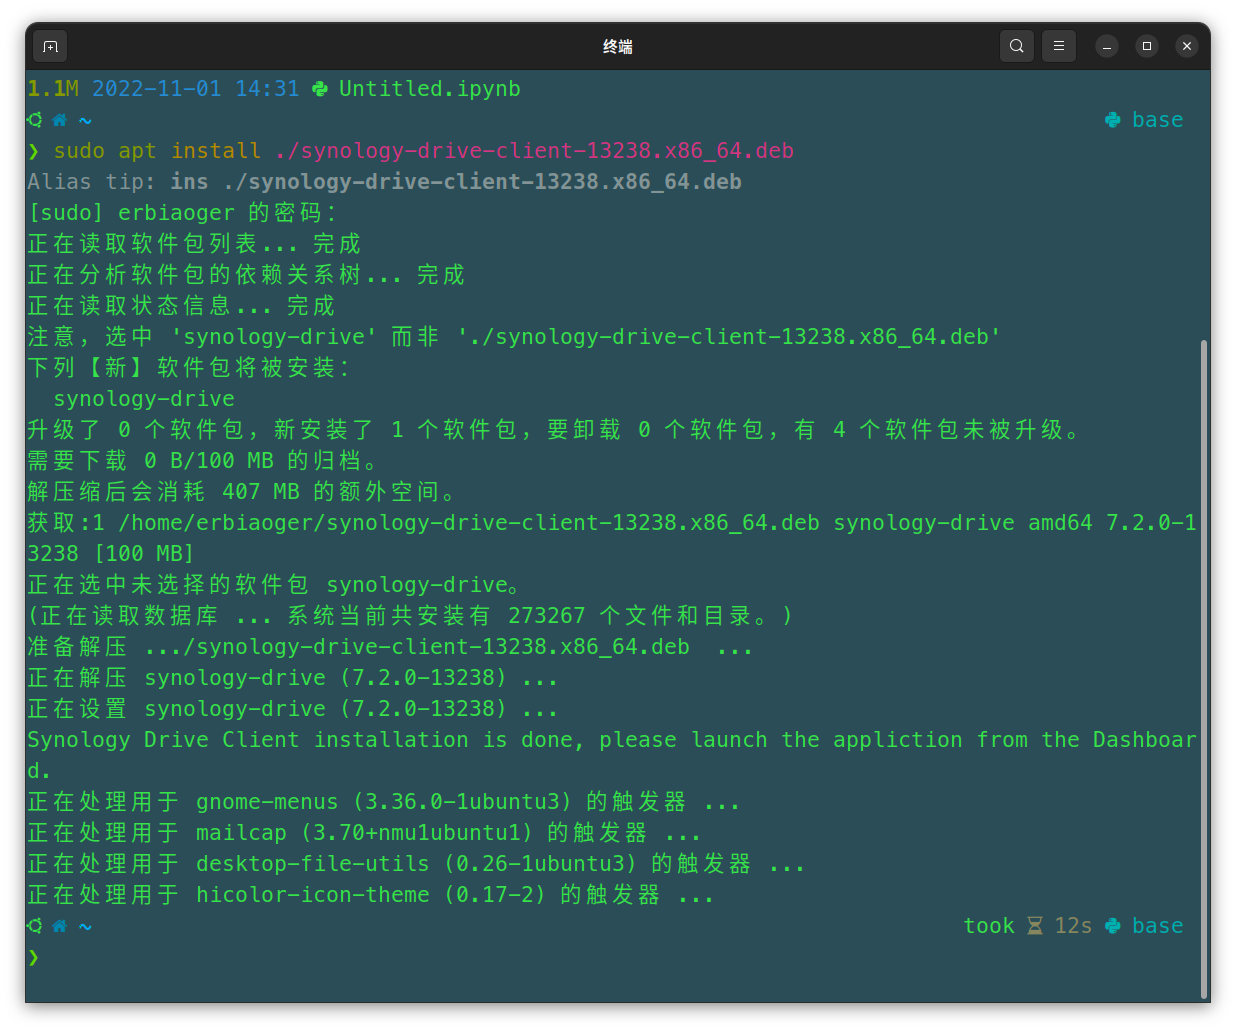 终端
1.1M 2022-11-01 14:31 Untitled.ipynb
~ base
❯ sudo apt install ./synology-drive-client-13238.x86_64.deb
Alias tip: ins ./synology-drive-client-13238.x86_64.deb
[sudo] erbiaoger 的密码：
正在读取软件包列表... 完成
正在分析软件包的依赖关系树... 完成
正在读取状态信息... 完成
注意，选中 'synology-drive' 而非 './synology-drive-client-13238.x86_64.deb'
下列【新】软件包将被安装：
synology-drive
升级了 0 个软件包，新安装了 1 个软件包，要卸载 0 个软件包，有 4 个软件包未被升级。
需要下载 0 B/100 MB 的归档。
解压缩后会消耗 407 MB 的额外空间。
获取:1 /home/erbiaoger/synology-drive-client-13238.x86_64.deb synology-drive amd64 7.2.0-1
3238 [100 MB]
正在选中未选择的软件包 synology-drive。
(正在读取数据库 ... 系统当前共安装有 273267 个文件和目录。)
准备解压 .../synology-drive-client-13238.x86_64.deb  ...
正在解压 synology-drive (7.2.0-13238) ...
正在设置 synology-drive (7.2.0-13238) ...
Synology Drive Client installation is done, please launch the appliction from the Dashboar
d.
正在处理用于 gnome-menus (3.36.0-1ubuntu3) 的触发器 ...
正在处理用于 mailcap (3.70+nmu1ubuntu1) 的触发器 ...
正在处理用于 desktop-file-utils (0.26-1ubuntu3) 的触发器 ...
正在处理用于 hicolor-icon-theme (0.17-2) 的触发器 ...
~ took 12s base
❯